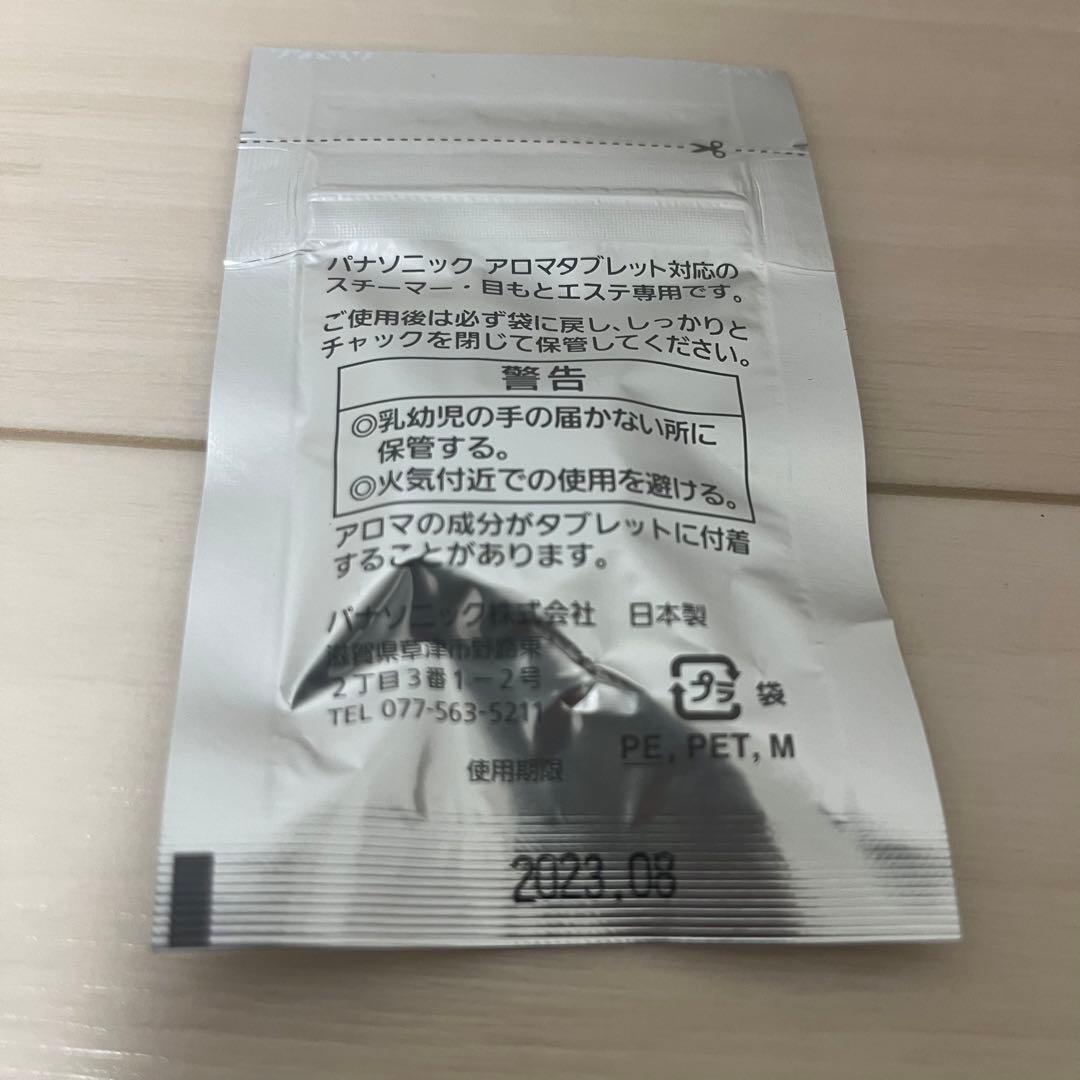 パナソニック アロマタブレット対応の
スチーマー・目もとエステ専用です。
ご使用後は必ず袋に戻し、しっかりと
チャックを閉じて保管してください。
警告
◎乳幼児の手の届かない所に
保管する。
◎火気付近での使用を避ける。
アロマの成分がタブレットに付着
することがあります。
パナソニック株式会社 日本製
滋賀県草津市野路東
2丁目3番1－2号
TEL 077-563-5211
プラ 袋
PE, PET, M
使用期限
2023.08